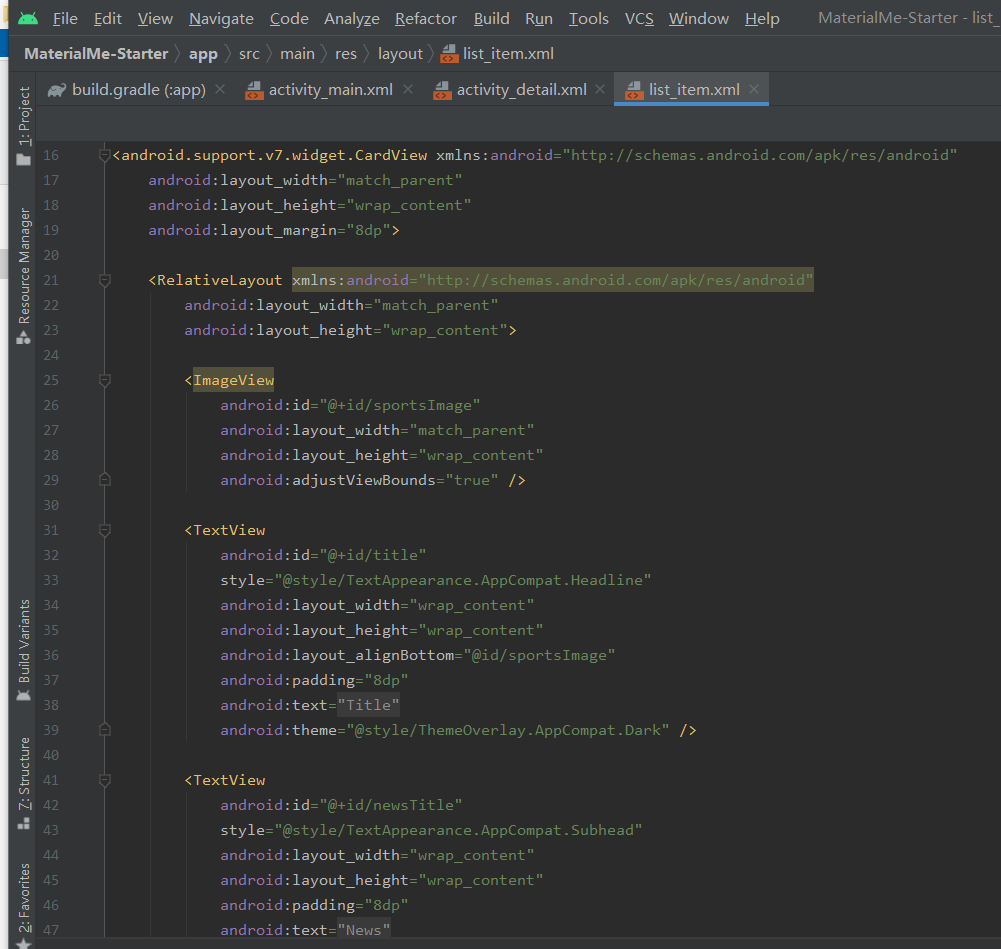 File Edit View Navigate Code Analyze Refactor Build Run Tools VCS Window Help MaterialMe-Starter - list_
MaterialMe-Starter app src main res layout list_item.xml
build.gradle (:app) activity_main.xml activity_detail.xml list_item.xml
1: Project
Resource Manager
Build Variants
Z: Structure
2: Favorites
16 <android.support.v7.widget.CardView xmlns:android="http://schemas.android.com/apk/res/android"
17 android:layout_width="match_parent"
18 android:layout_height="wrap_content"
19 android:layout_margin="8dp">
20
21 <RelativeLayout xmlns:android="http://schemas.android.com/apk/res/android"
22 android:layout_width="match_parent"
23 android:layout_height="wrap_content">
24
25 <ImageView
26 android:id="@+id/sportsImage"
27 android:layout_width="match_parent"
28 android:layout_height="wrap_content"
29 android:adjustViewBounds="true" />
30
31 <TextView
32 android:id="@+id/title"
33 style="@style/TextAppearance.AppCompat.Headline"
34 android:layout_width="wrap_content"
35 android:layout_height="wrap_content"
36 android:layout_alignBottom="@id/sportsImage"
37 android:padding="8dp"
38 android:text="Title"
39 android:theme="@style/ThemeOverlay.AppCompat.Dark" />
40
41 <TextView
42 android:id="@+id/newsTitle"
43 style="@style/TextAppearance.AppCompat.Subhead"
44 android:layout_width="wrap_content"
45 android:layout_height="wrap_content"
46 android:padding="8dp"
47 android:text="News"